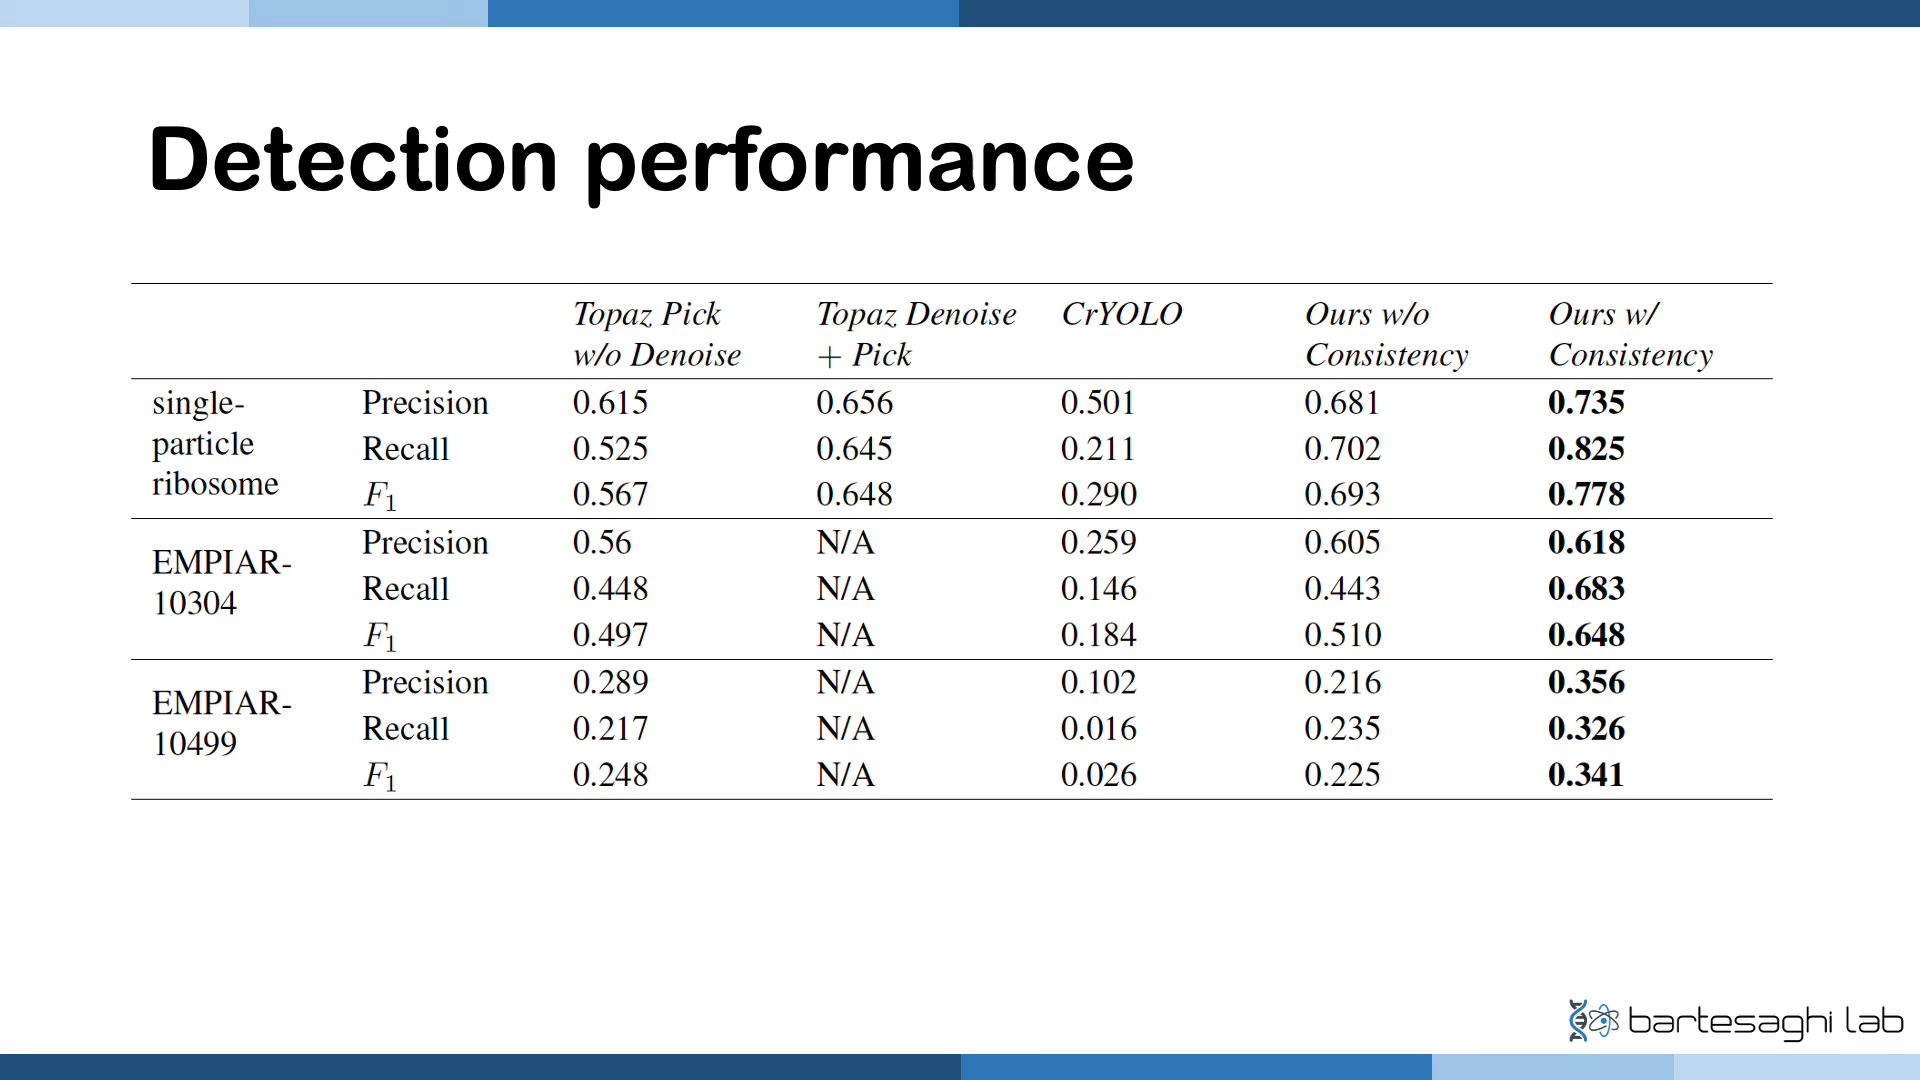 Detection performance
Topaz Pick w/o Denoise Topaz Denoise + Pick CrYOLO Ours w/o Consistency Ours w/ Consistency
single-particle ribosome Precision 0.615 0.656 0.501 0.681 0.735
Recall 0.525 0.645 0.211 0.702 0.825
F1 0.567 0.648 0.290 0.693 0.778
EMPIAR-10304 Precision 0.56 N/A 0.259 0.605 0.618
Recall 0.448 N/A 0.146 0.443 0.683
F1 0.497 N/A 0.184 0.510 0.648
EMPIAR-10499 Precision 0.289 N/A 0.102 0.216 0.356
Recall 0.217 N/A 0.016 0.235 0.326
F1 0.248 N/A 0.026 0.225 0.341
bartesaghi lab